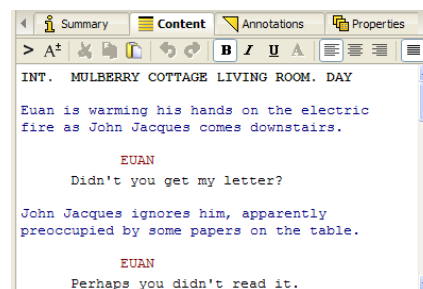 Summary Content Annotations Properties
> A± B I U A
INT. MULBERRY COTTAGE LIVING ROOM. DAY
Euan is warming his hands on the electric
fire as John Jacques comes downstairs.
EUAN
Didn't you get my letter?
John Jacques ignores him, apparently
preoccupied by some papers on the table.
EUAN
Perhaps you didn't read it.